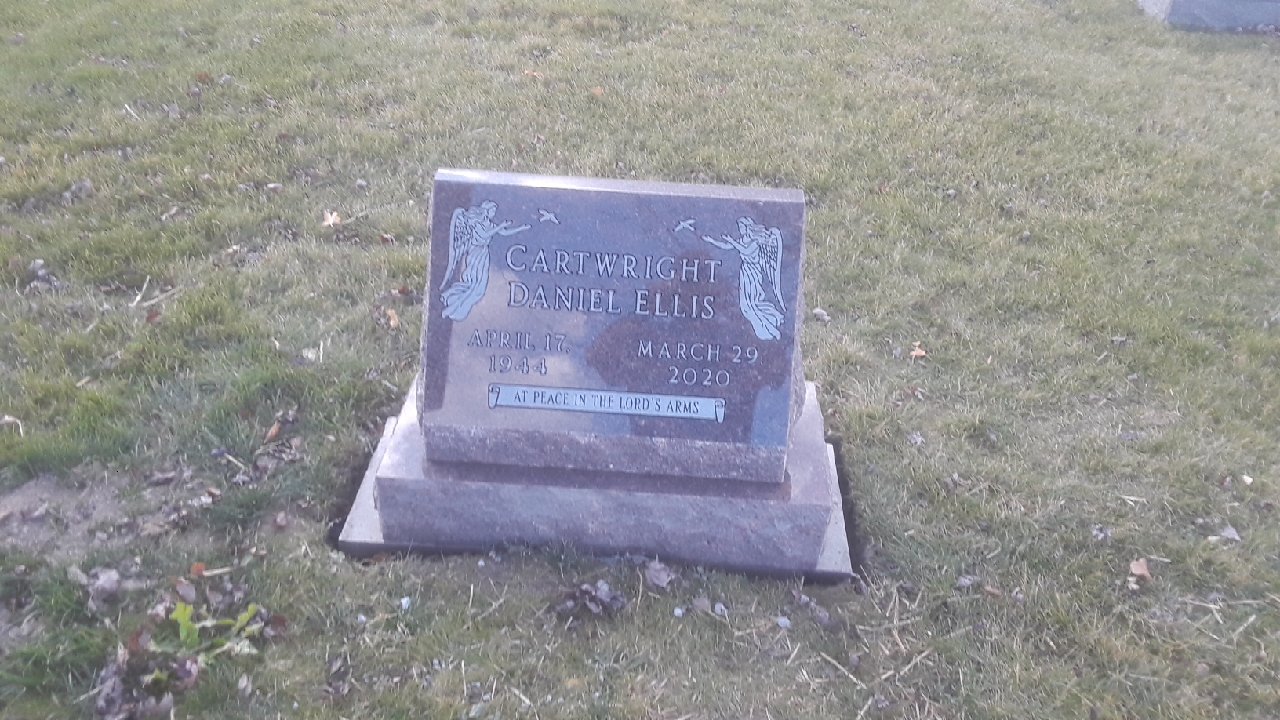 CARTWRIGHT
DANIEL ELLIS
APRIL 17,
1944
MARCH 29
2020
AT PEACE IN THE LORD'S ARMS